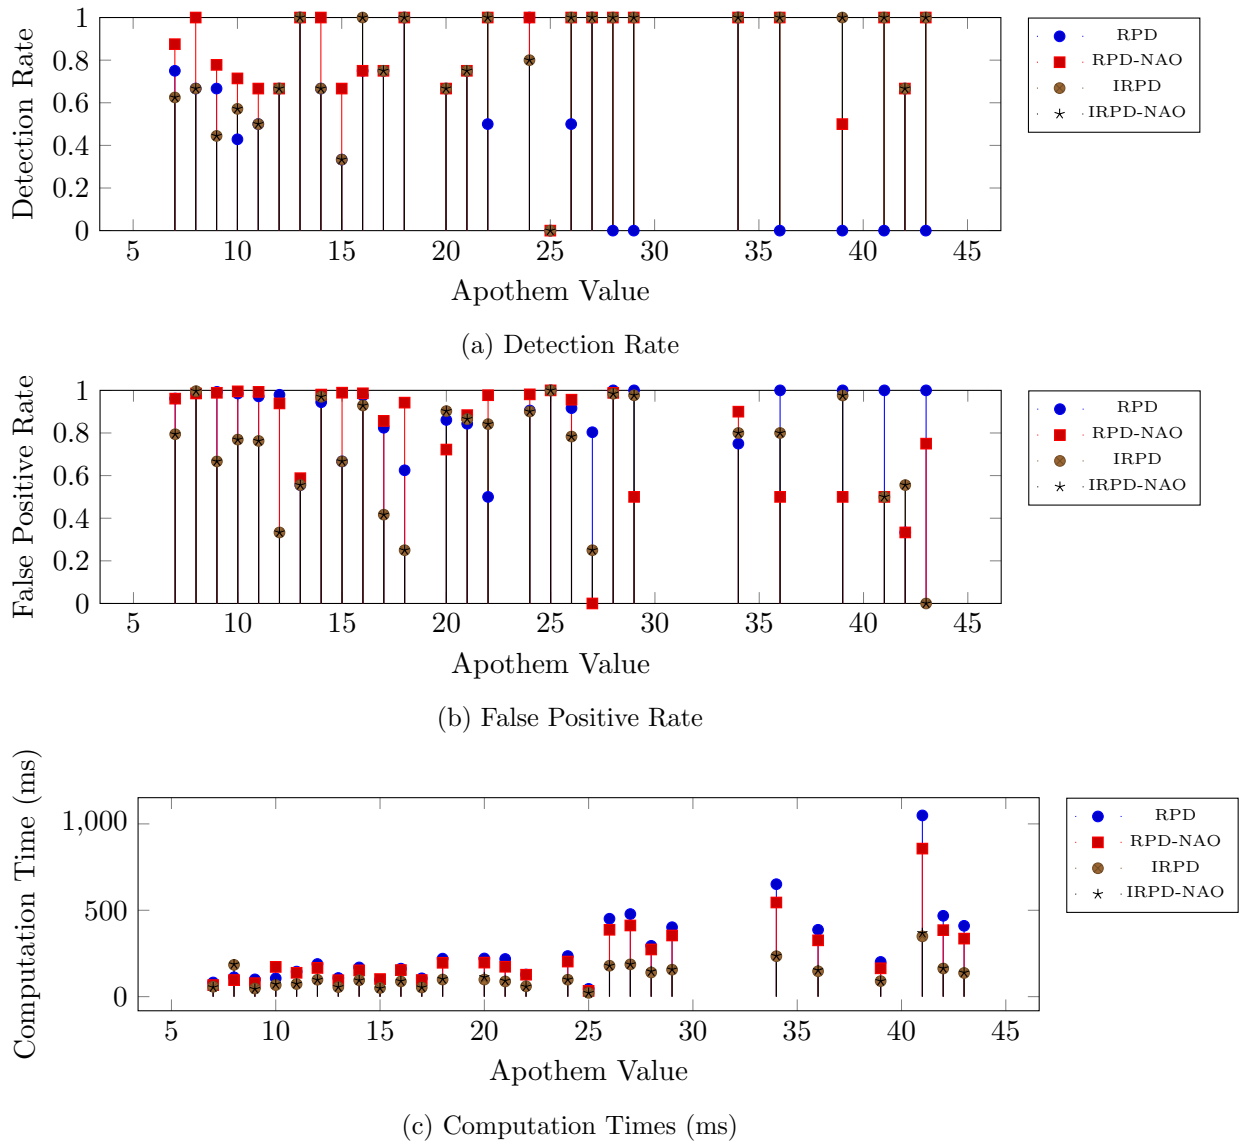 Detection Rate
1
0.8
0.6
0.4
0.2
0
5 10 15 20 25 30 35 40 45
Apothem Value
RPD
RPD-NAO
IRPD
IRPD-NAO
(a) Detection Rate
False Positive Rate
1
0.8
0.6
0.4
0.2
0
5 10 15 20 25 30 35 40 45
Apothem Value
RPD
RPD-NAO
IRPD
IRPD-NAO
(b) False Positive Rate
Computation Time (ms)
1,000
500
0
5 10 15 20 25 30 35 40 45
Apothem Value
RPD
RPD-NAO
IRPD
IRPD-NAO
(c) Computation Times (ms)